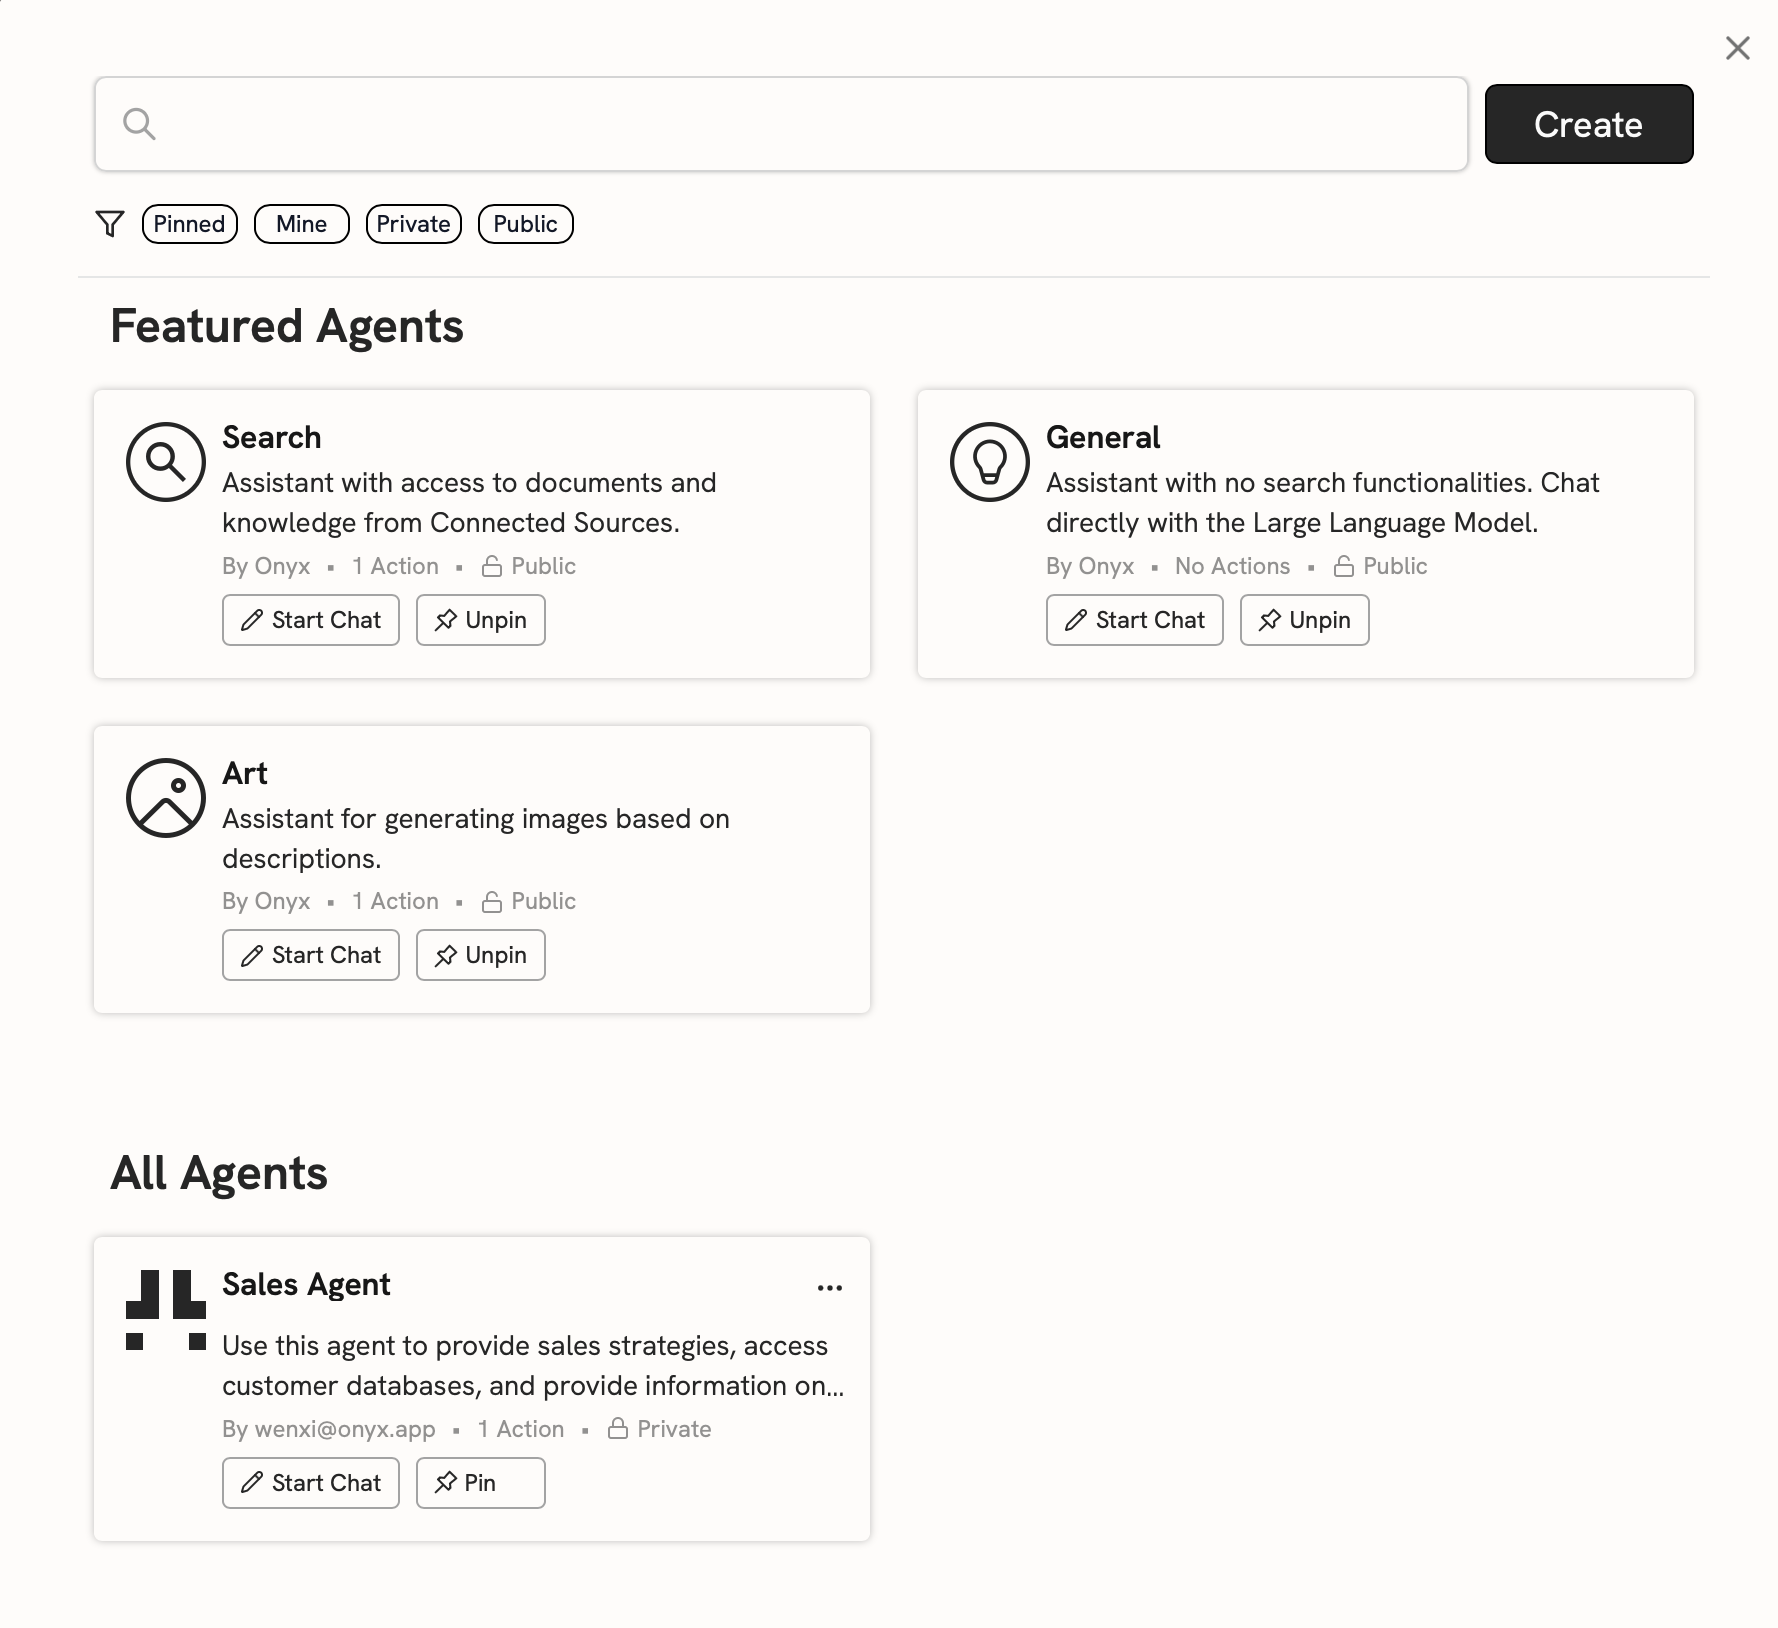 Create
Pinned
Mine
Private
Public
Featured Agents
Search
Assistant with access to documents and
knowledge from Connected Sources.
By Onyx ▪ 1 Action ▪ Public
Start Chat
Unpin
General
Assistant with no search functionalities. Chat
directly with the Large Language Model.
By Onyx ▪ No Actions ▪ Public
Start Chat
Unpin
Art
Assistant for generating images based on
descriptions.
By Onyx ▪ 1 Action ▪ Public
Start Chat
Unpin
All Agents
Sales Agent
Use this agent to provide sales strategies, access
customer databases, and provide information on...
By wenxi@onyx.app ▪ 1 Action ▪ Private
Start Chat
Pin